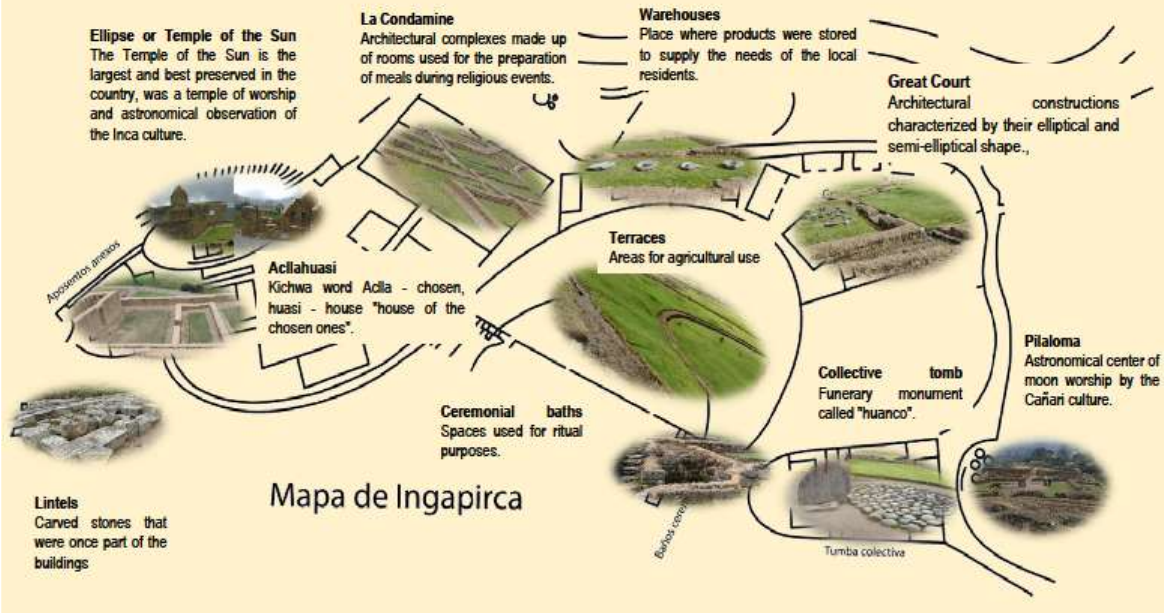 Ellipse or Temple of the Sun
The Temple of the Sun is the
largest and best preserved in the
country, was a temple of worship
and astronomical observation of
the Inca culture.
La Condamine
Architectural complexes made up
of rooms used for the preparation
of meals during religious events.
Warehouses
Place where products were stored
to supply the needs of the local
residents.
Great Court
Architectural constructions
characterized by their elliptical and
semi-elliptical shape.,
Terraces
Areas for agricultural use
Aposentos anexos
Acllahuasi
Kichwa word Aclla - chosen,
huasi - house "house of the
chosen ones".
Pilaloma
Astronomical center of
moon worship by the
Cañari culture.
Collective tomb
Funerary monument
called "huanco".
Ceremonial baths
Spaces used for ritual
purposes.
Mapa de Ingapirca
Lintels
Carved stones that
were once part of the
buildings
Baños
Tumba colectiva